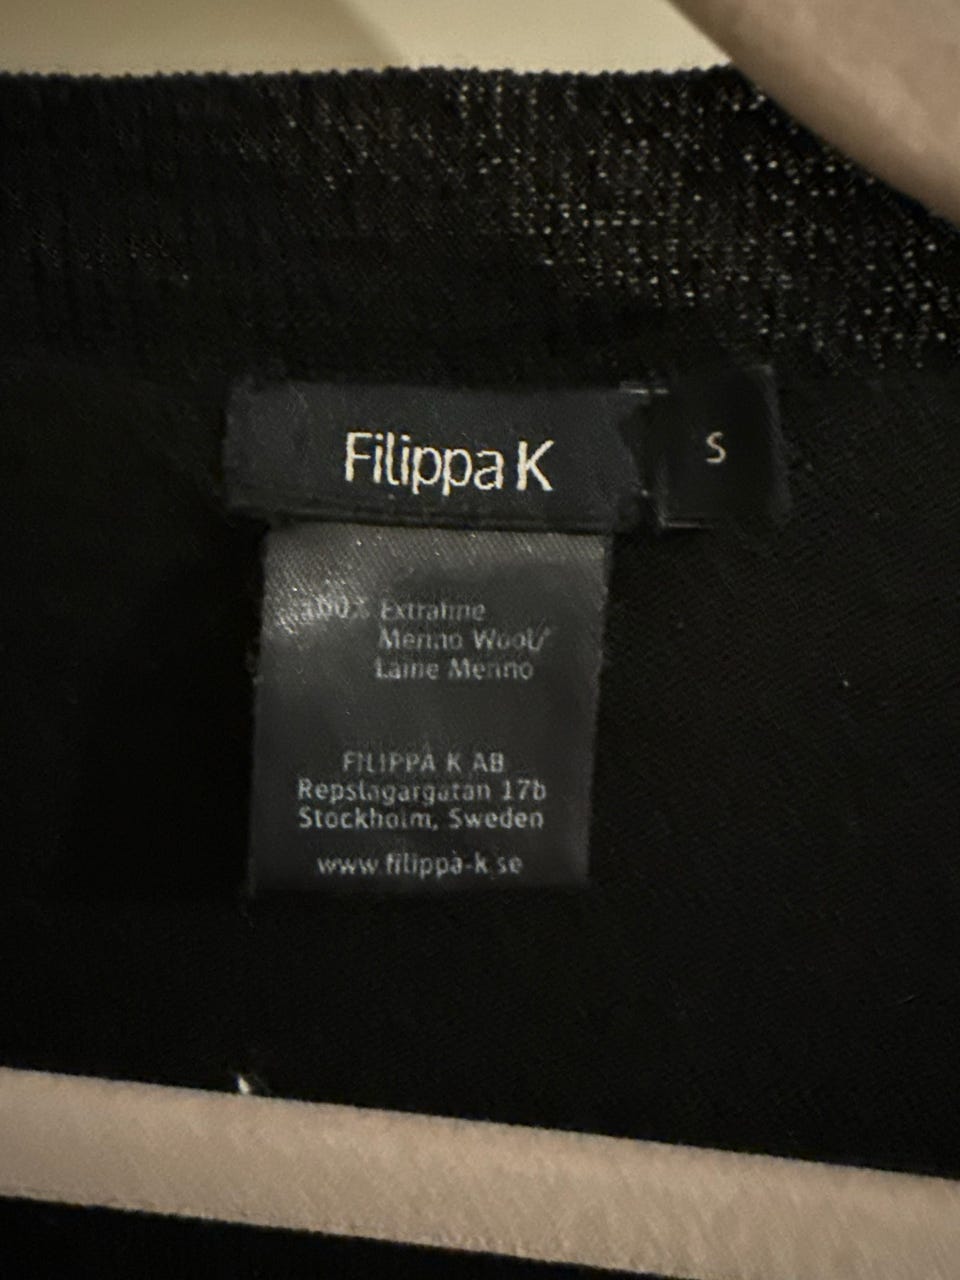 Filippa K
S
100% Extrafine
Merino Wool/
Laine Merino
FILIPPA K AB
Repslagargatan 17b
Stockholm, Sweden
www.filippa-k.se